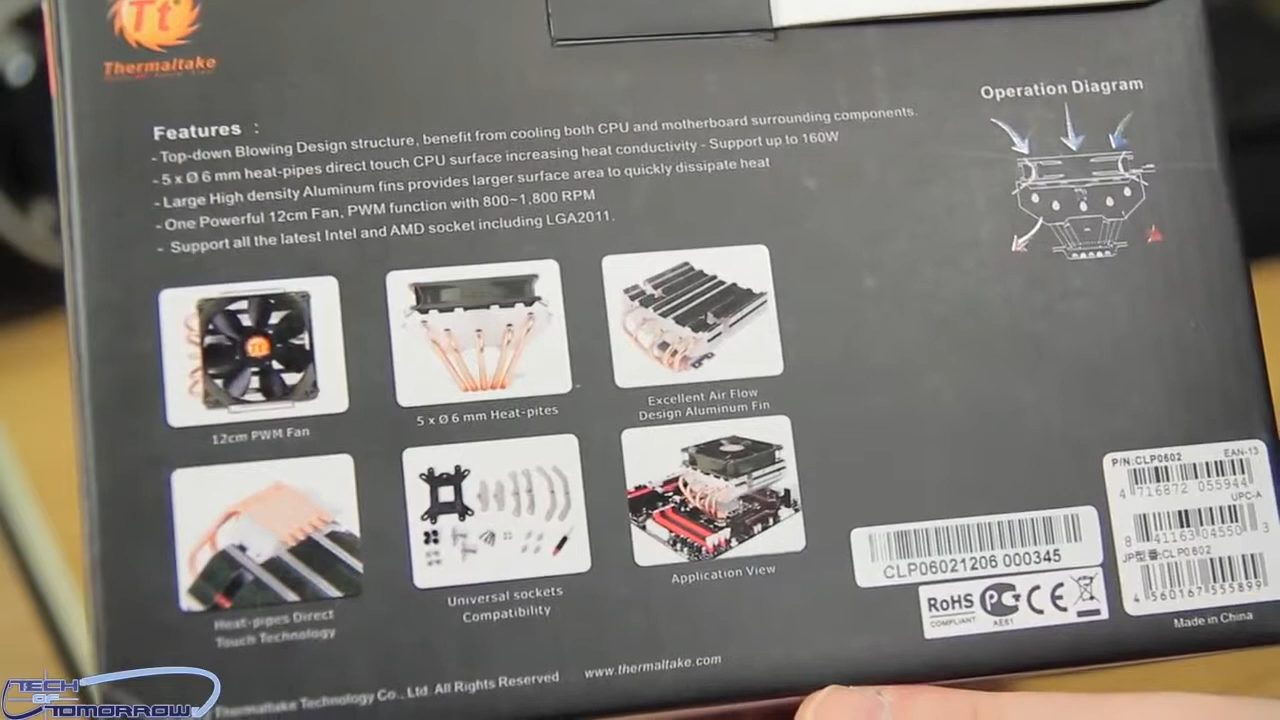 Tt
Thermaltake
Features :
- Top-down Blowing Design structure, benefit from cooling both CPU and motherboard surrounding components.
- 5 x Ø 6 mm heat-pipes direct touch CPU surface increasing heat conductivity - Support up to 160W
- Large High density Aluminum fins provides larger surface area to quickly dissipate heat
- One Powerful 12cm Fan, PWM function with 800~1,800 RPM
- Support all the latest Intel and AMD socket including LGA2011.
Operation Diagram
12cm PWM Fan
5 x Ø 6 mm Heat-pites
Excellent Air Flow
Design Aluminum Fin
Heat-pipes Direct
Touch Technology
Universal sockets
Compatibility
Application View
P/N:CLP0602 EAN-13
4 716872 055944
UPC-A
8 41163 04550 3
JP型番:CLP0602
4 560167 555899
CLP06021206 000345
RoHS
COMPLIANT
AE61
CE
Made in China
Thermaltake Technology Co., Ltd. All Rights Reserved
www.thermaltake.com
TECH
OF
TOMORROW